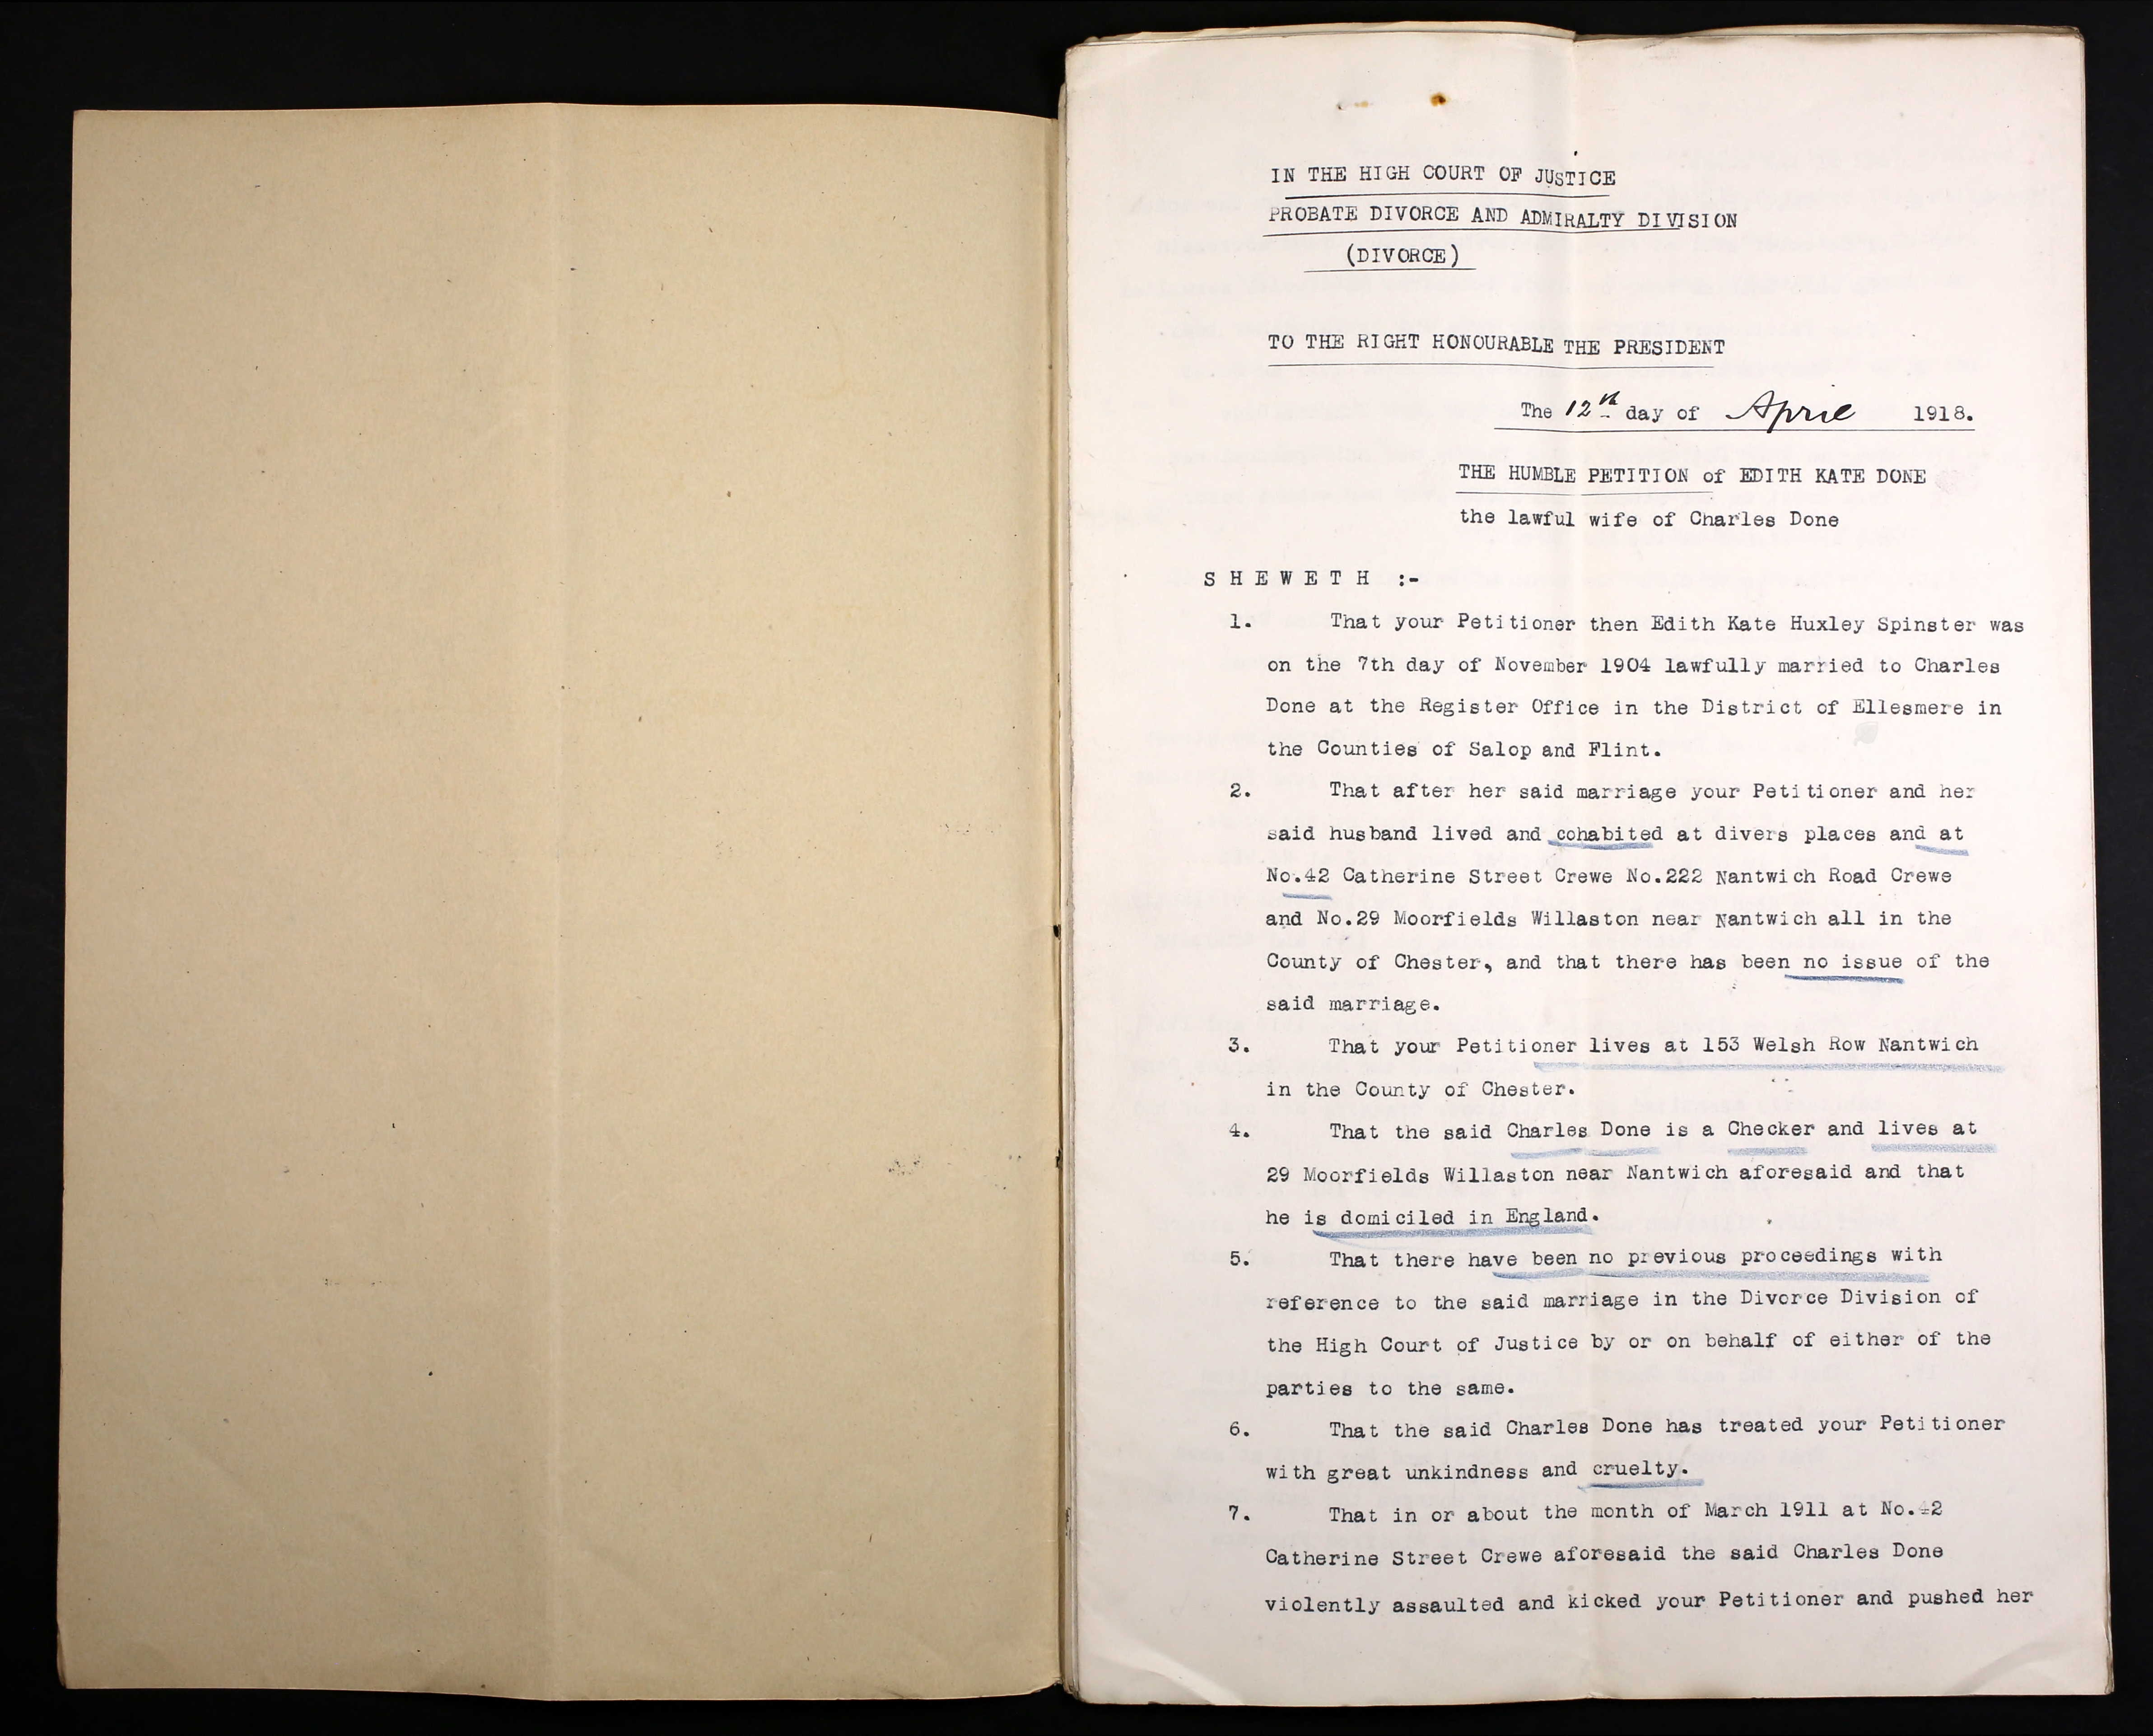 IN THE HIGH COURT OF JUSTICE
PROBATE DIVORCE AND ADMIRALTY DIVISION
(DIVORCE)
TO THE RIGHT HONOURABLE THE PRESIDENT
The 12th day of April 1918.
THE HUMBLE PETITION of EDITH KATE DONE
the lawful wife of Charles Done
S H E W E T H :-
1. That your Petitioner then Edith Kate Huxley Spinster was
on the 7th day of November 1904 lawfully married to Charles
Done at the Register Office in the District of Ellesmere in
the Counties of Salop and Flint.
2. That after her said marriage your Petitioner and her
said husband lived and cohabited at divers places and at
No.42 Catherine Street Crewe No.222 Nantwich Road Crewe
and No.29 Moorfields Willaston near Nantwich all in the
County of Chester, and that there has been no issue of the
said marriage.
3. That your Petitioner lives at 153 Welsh Row Nantwich
in the County of Chester.
4. That the said Charles Done is a Checker and lives at
29 Moorfields Willaston near Nantwich aforesaid and that
he is domiciled in England.
5. That there have been no previous proceedings with
reference to the said marriage in the Divorce Division of
the High Court of Justice by or on behalf of either of the
parties to the same.
6. That the said Charles Done has treated your Petitioner
with great unkindness and cruelty.
7. That in or about the month of March 1911 at No.42
Catherine Street Crewe aforesaid the said Charles Done
violently assaulted and kicked your Petitioner and pushed her